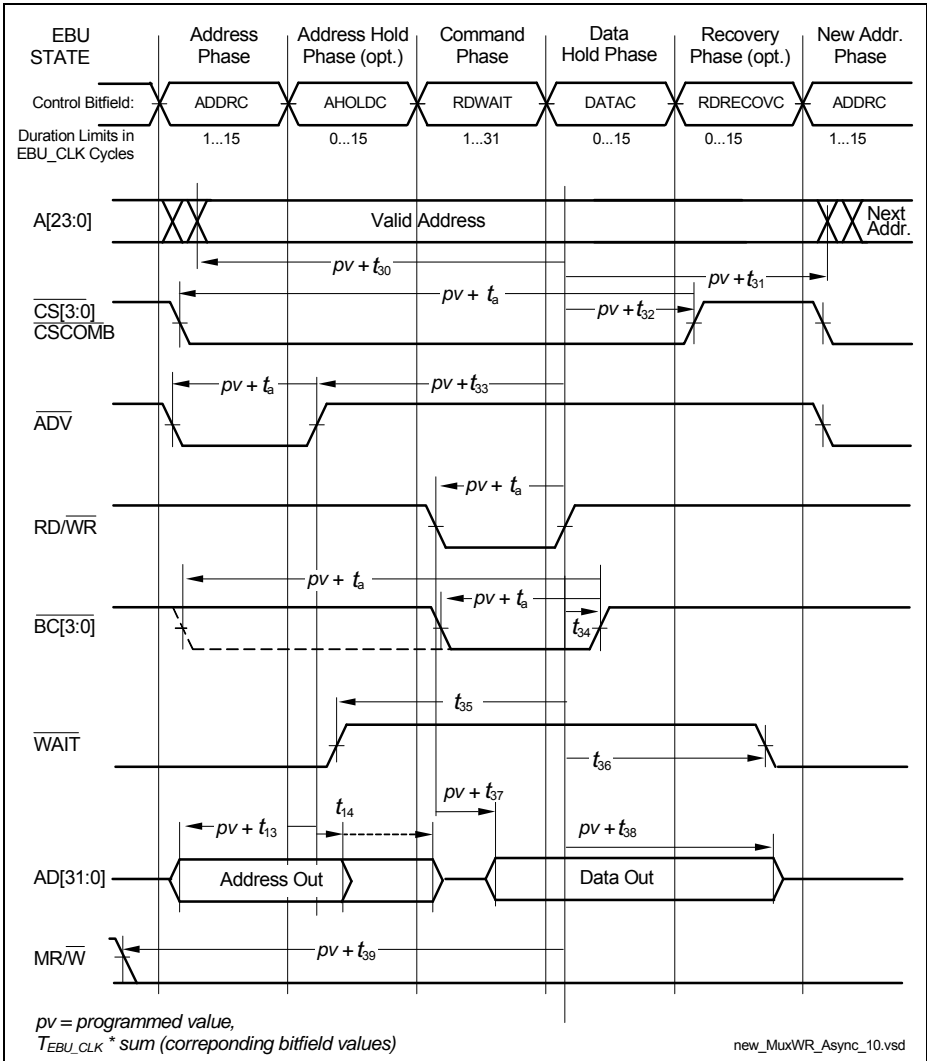 EBU STATE
Address Phase
Address Hold Phase (opt.)
Command Phase
Data Hold Phase
Recovery Phase (opt.)
New Addr. Phase
Control Bitfield: ADDRC AHOLDC RDWAIT DATAC RDRECOVC ADDRC
Duration Limits in EBU_CLK Cycles 1...15 0...15 1...31 0...15 0...15 1...15
A[23:0] Valid Address Next Addr.
pv + t30
pv + t31
pv + ta
CS[3:0]
CSCOMB
pv + t32
pv + ta
pv + t33
ADV
pv + ta
RD/WR
pv + ta
pv + ta
BC[3:0]
t34
t35
WAIT
t36
pv + t37
t14
pv + t13
pv + t38
AD[31:0] Address Out Data Out
MR/W
pv + t39
pv = programmed value,
TEBU_CLK * sum (correponding bitfield values)
new_MuxWR_Async_10.vsd